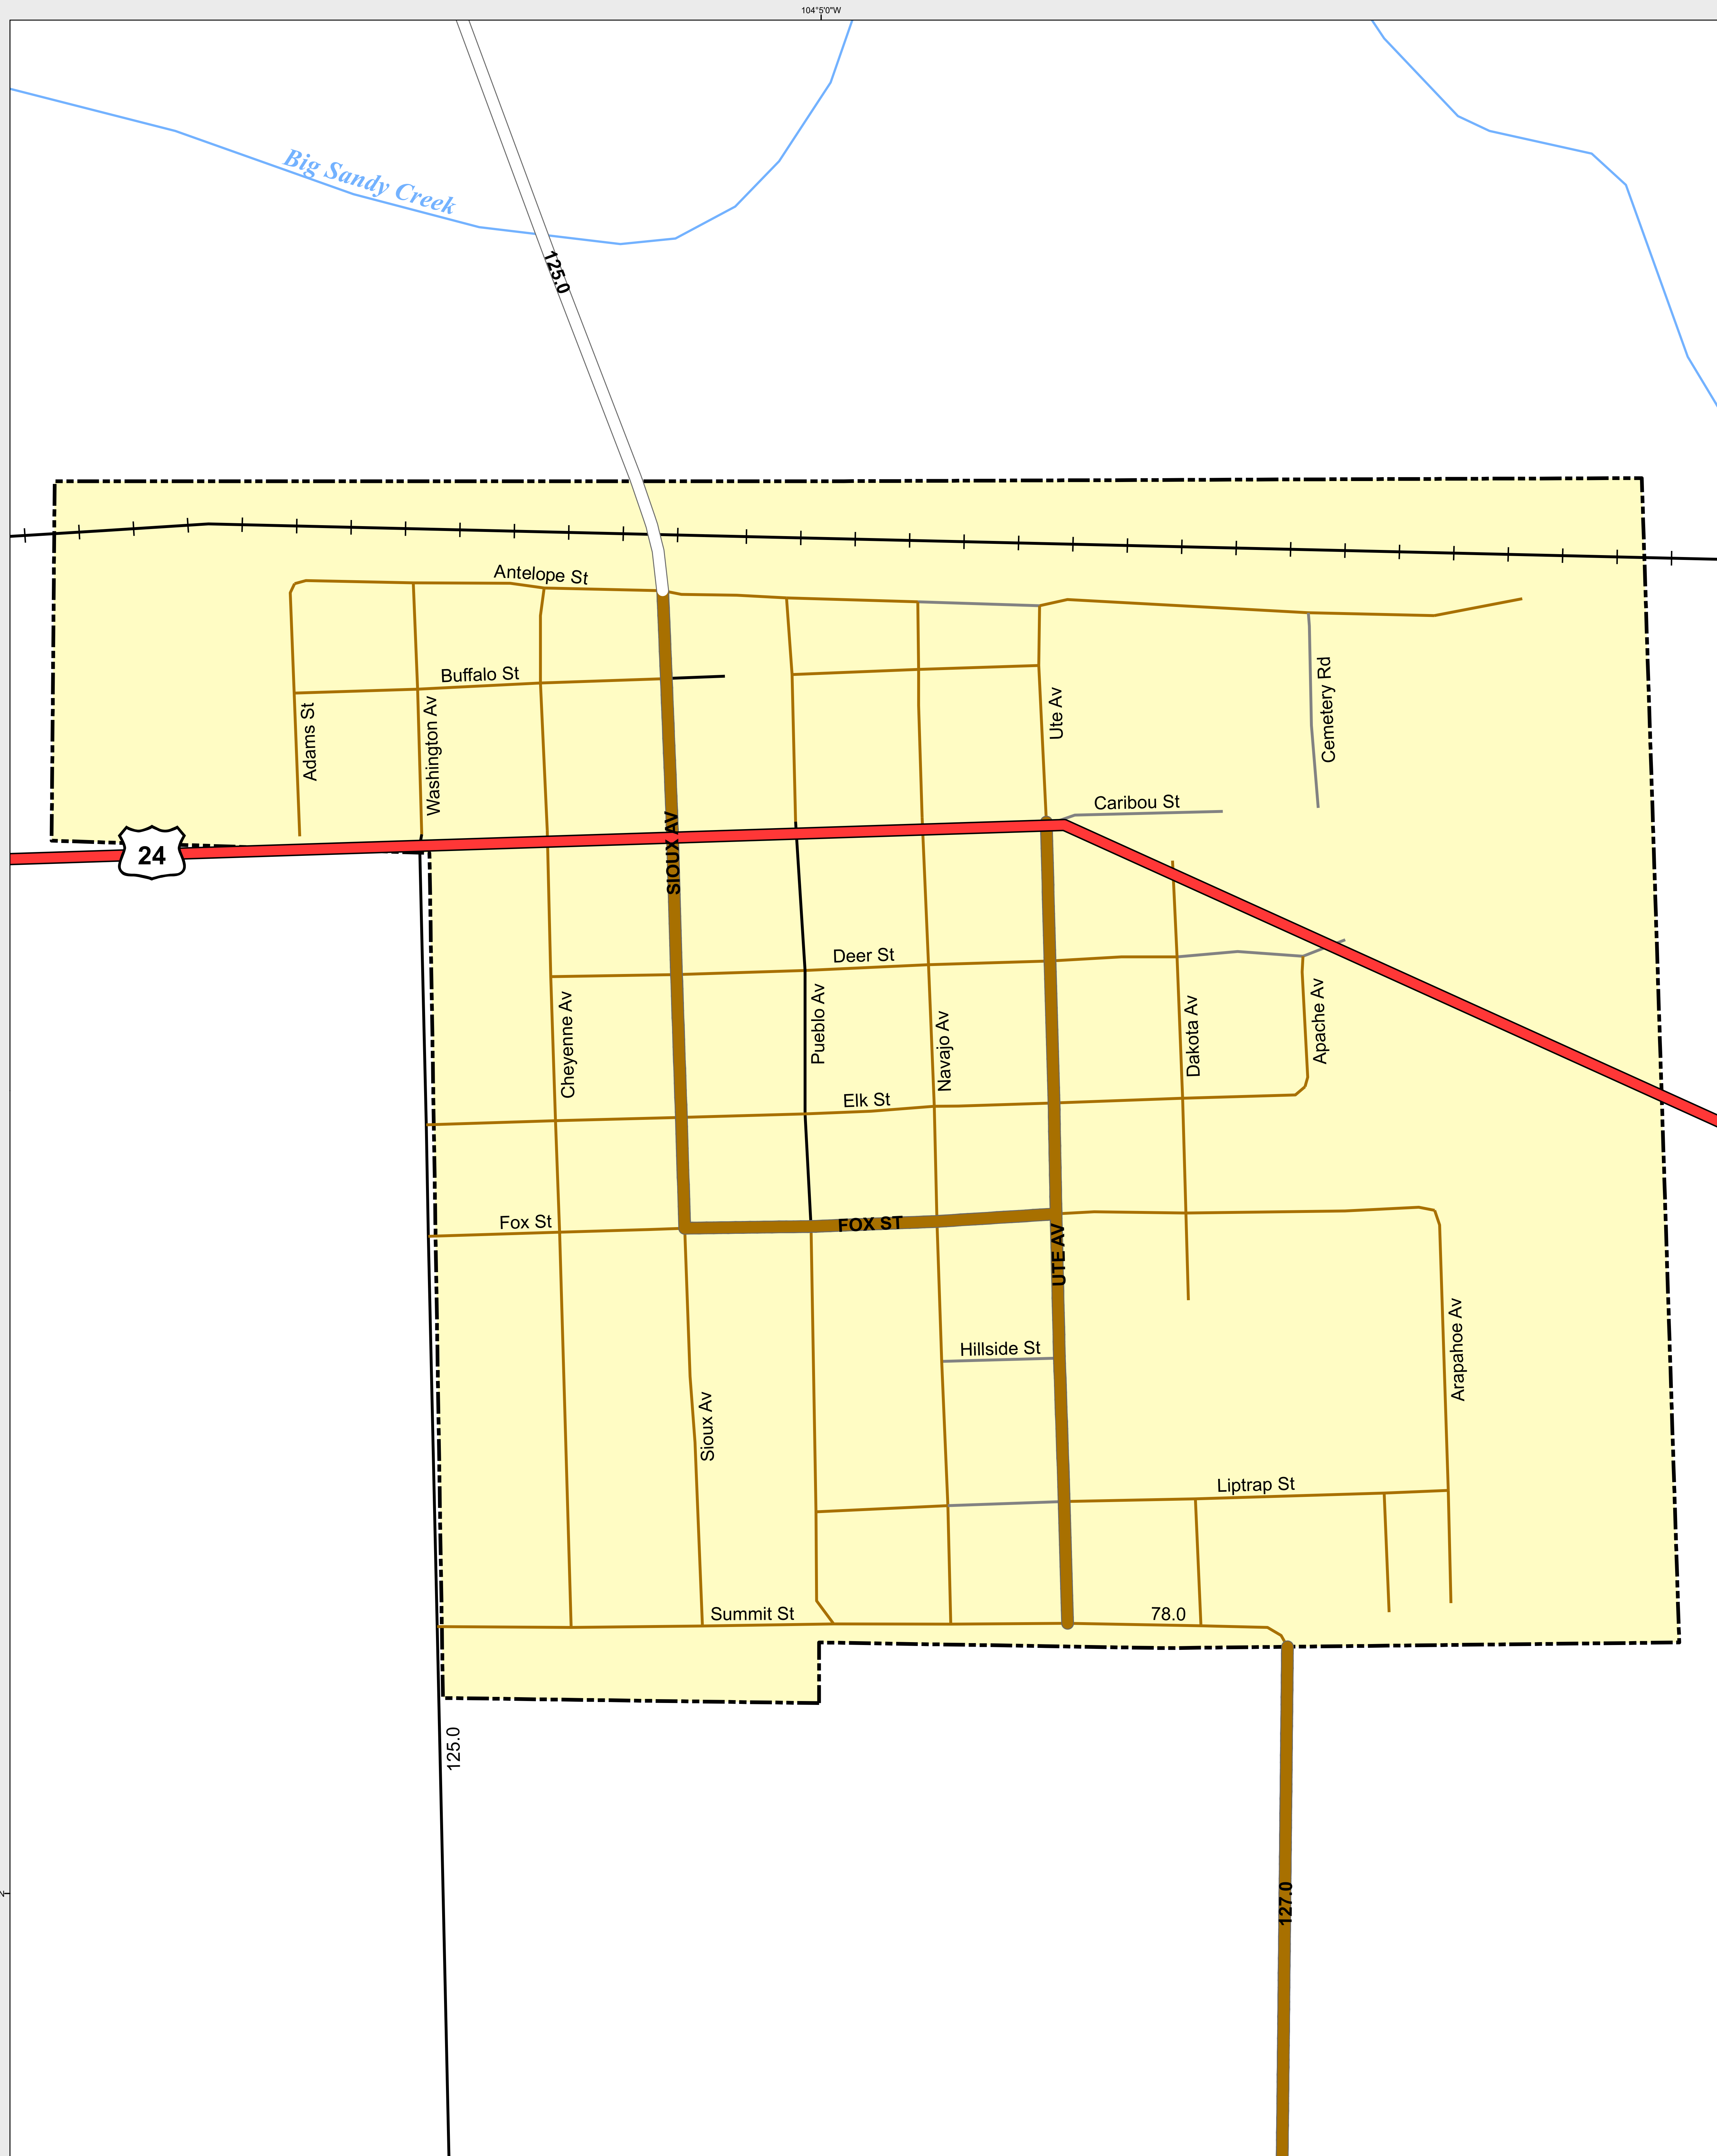 104°5'0"W
Big Sandy Creek
125.0
Antelope St
Buffalo St
Adams St
Washington Av
Ute Av
Cemetery Rd
Caribou St
24
SIOUX AV
Deer St
Cheyenne Av
Pueblo Av
Navajo Av
Dakota Av
Apache Av
Elk St
Fox St
FOX ST
UTE AV
Hillside St
Arapahoe Av
Sioux Av
Liptrap St
Summit St
78.0
125.0
127.0